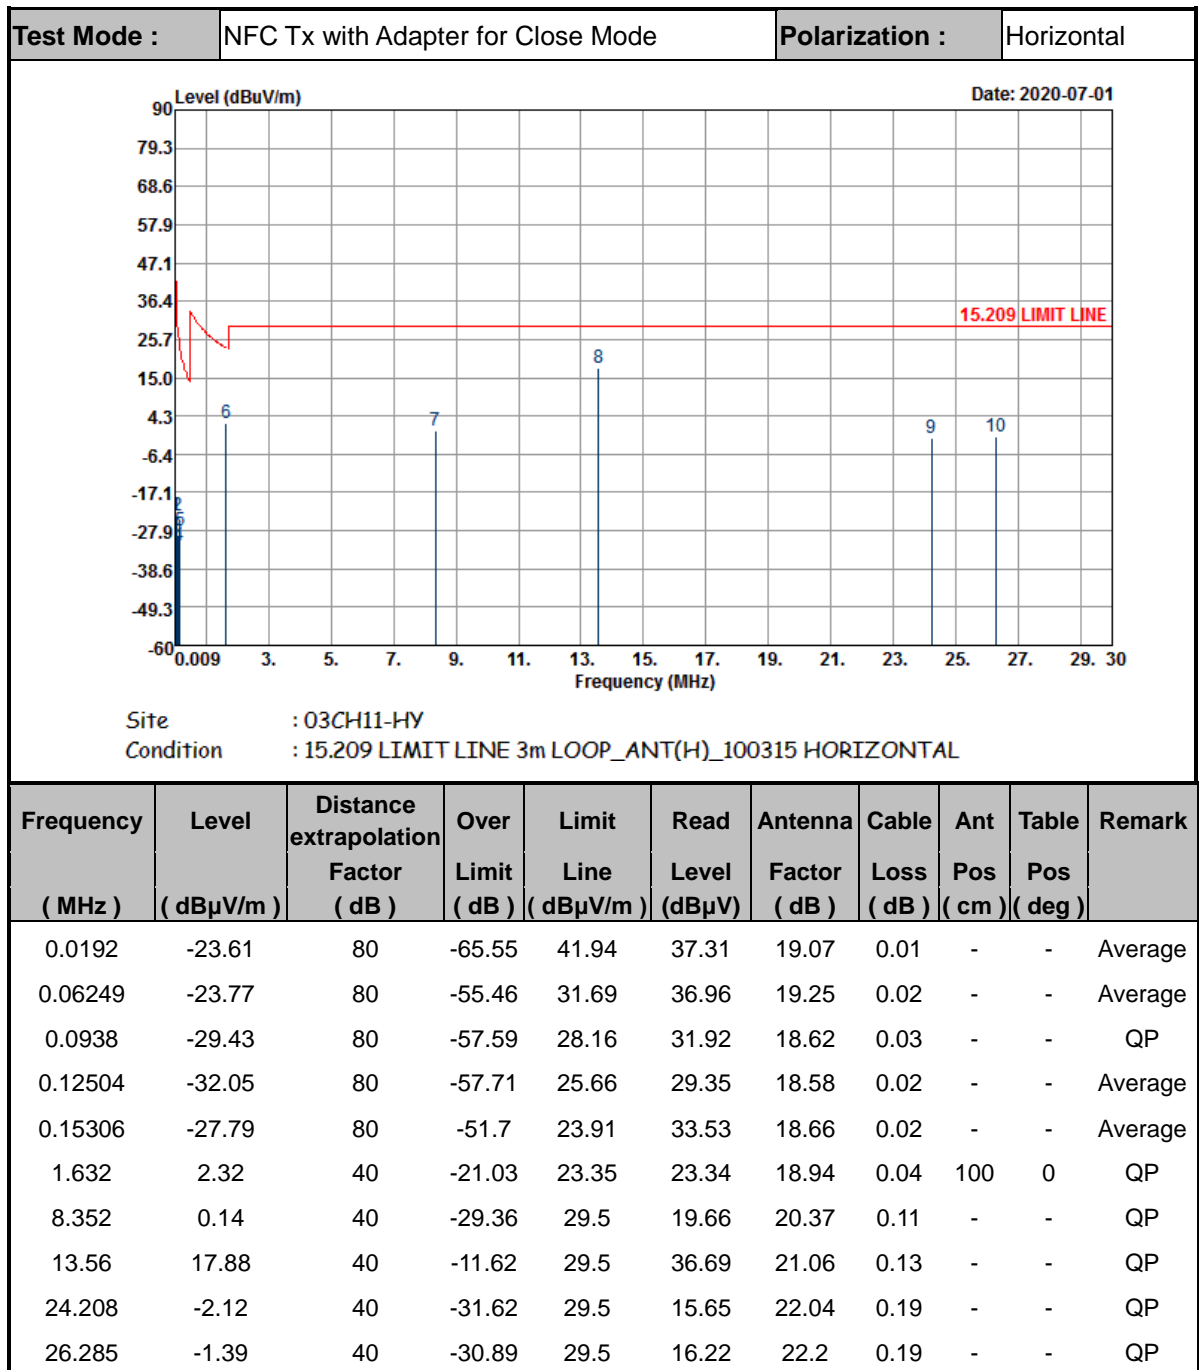 Test Mode : NFC Tx with Adapter for Close Mode Polarization : Horizontal
Level (dBuV/m) Date: 2020-07-01
90
79.3
68.6
57.9
47.1
36.4
15.209 LIMIT LINE
25.7
8
15.0
4.3
6 7 9 10
-6.4
-17.1
2
-27.9
-38.6
-49.3
-60
0.009 3. 5. 7. 9. 11. 13. 15. 17. 19. 21. 23. 25. 27. 29. 30
Frequency (MHz)
Site : 03CH11-HY
Condition : 15.209 LIMIT LINE 3m LOOP_ANT(H)_100315 HORIZONTAL
Frequency Level Distance extrapolation Over Limit Read Antenna Cable Ant Table Remark
Factor Limit Line Level Factor Loss Pos Pos
( MHz ) ( dBµV/m ) ( dB ) ( dB ) ( dBµV/m ) (dBµV) ( dB ) ( dB ) ( cm ) ( deg )
0.0192 -23.61 80 -65.55 41.94 37.31 19.07 0.01 - - Average
0.06249 -23.77 80 -55.46 31.69 36.96 19.25 0.02 - - Average
0.0938 -29.43 80 -57.59 28.16 31.92 18.62 0.03 - - QP
0.12504 -32.05 80 -57.71 25.66 29.35 18.58 0.02 - - Average
0.15306 -27.79 80 -51.7 23.91 33.53 18.66 0.02 - - Average
1.632 2.32 40 -21.03 23.35 23.34 18.94 0.04 100 0 QP
8.352 0.14 40 -29.36 29.5 19.66 20.37 0.11 - - QP
13.56 17.88 40 -11.62 29.5 36.69 21.06 0.13 - - QP
24.208 -2.12 40 -31.62 29.5 15.65 22.04 0.19 - - QP
26.285 -1.39 40 -30.89 29.5 16.22 22.2 0.19 - - QP